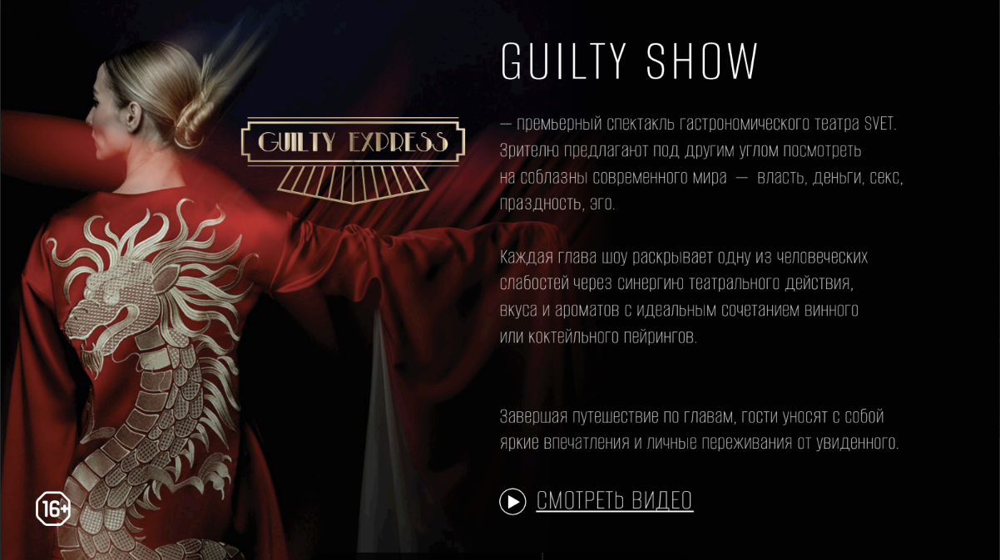 GUILTY SHOW
GUILTY EXPRESS
— премьерный спектакль гастрономического театра SVET.
Зрителю предлагают под другим углом посмотреть
на соблазны современного мира — власть, деньги, секс,
праздность, эго.
Каждая глава шоу раскрывает одну из человеческих
слабостей через синергию театрального действия,
вкуса и ароматов с идеальным сочетанием винного
или коктейльного пейрингов.
Завершая путешествие по главам, гости уносят с собой
яркие впечатления и личные переживания от увиденного.
СМОТРЕТЬ ВИДЕО
16+